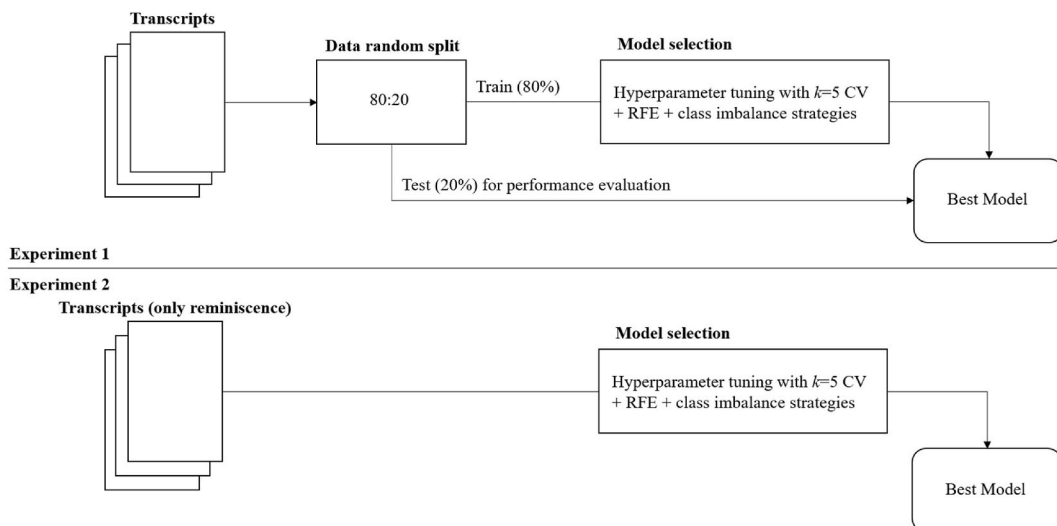 Transcripts
Data random split
Model selection
80:20
Train (80%)
Hyperparameter tuning with k=5 CV
+ RFE + class imbalance strategies
Test (20%) for performance evaluation
Best Model
Experiment 1
Experiment 2
Transcripts (only reminiscence)
Model selection
Hyperparameter tuning with k=5 CV
+ RFE + class imbalance strategies
Best Model